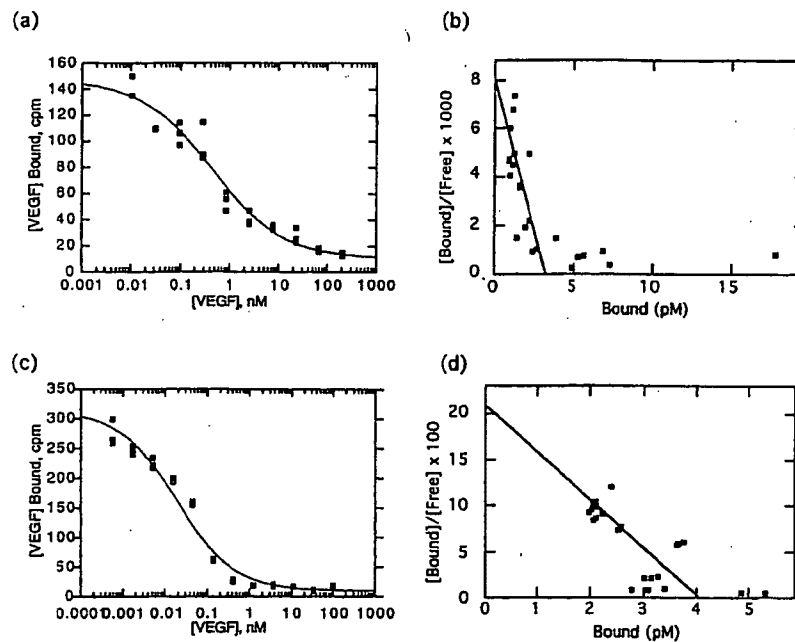 (a)
[VEGF] Bound, cpm
160
140
120
100
80
60
40
20
0
0.001 0.01 0.1 1 10 100 1000
[VEGF], nM
(b)
[Bound]/[Free] x 1000
8
6
4
2
0
0 5 10 15
Bound (pM)
(c)
[VEGF] Bound, cpm
350
300
250
200
150
100
50
0
0.0001 0.001 0.01 0.1 1 10 100 1000
[VEGF], nM
(d)
[Bound]/[Free] x 100
20
15
10
5
0
0 1 2 3 4 5
Bound (pM)